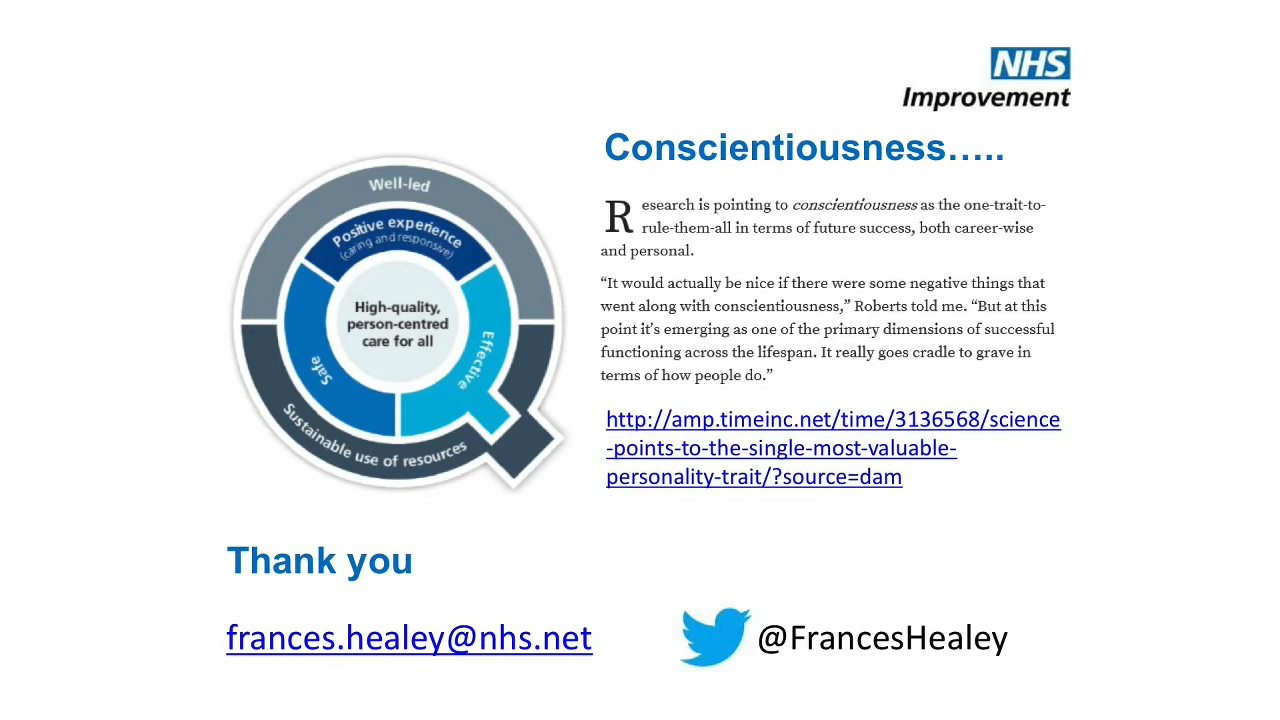 NHS
Improvement
Conscientiousness…..
Research is pointing to conscientiousness as the one-trait-to-
rule-them-all in terms of future success, both career-wise
and personal.
“It would actually be nice if there were some negative things that
went along with conscientiousness,” Roberts told me. “But at this
point it's emerging as one of the primary dimensions of successful
functioning across the lifespan. It really goes cradle to grave in
terms of how people do.”
http://amp.timeinc.net/time/3136568/science
-points-to-the-single-most-valuable-
personality-trait/?source=dam
Well-led
Positive experience
(caring and responsive)
High-quality,
person-centred
care for all
Effective
Safe
Sustainable use of resources
Thank you
frances.healey@nhs.net
@FrancesHealey